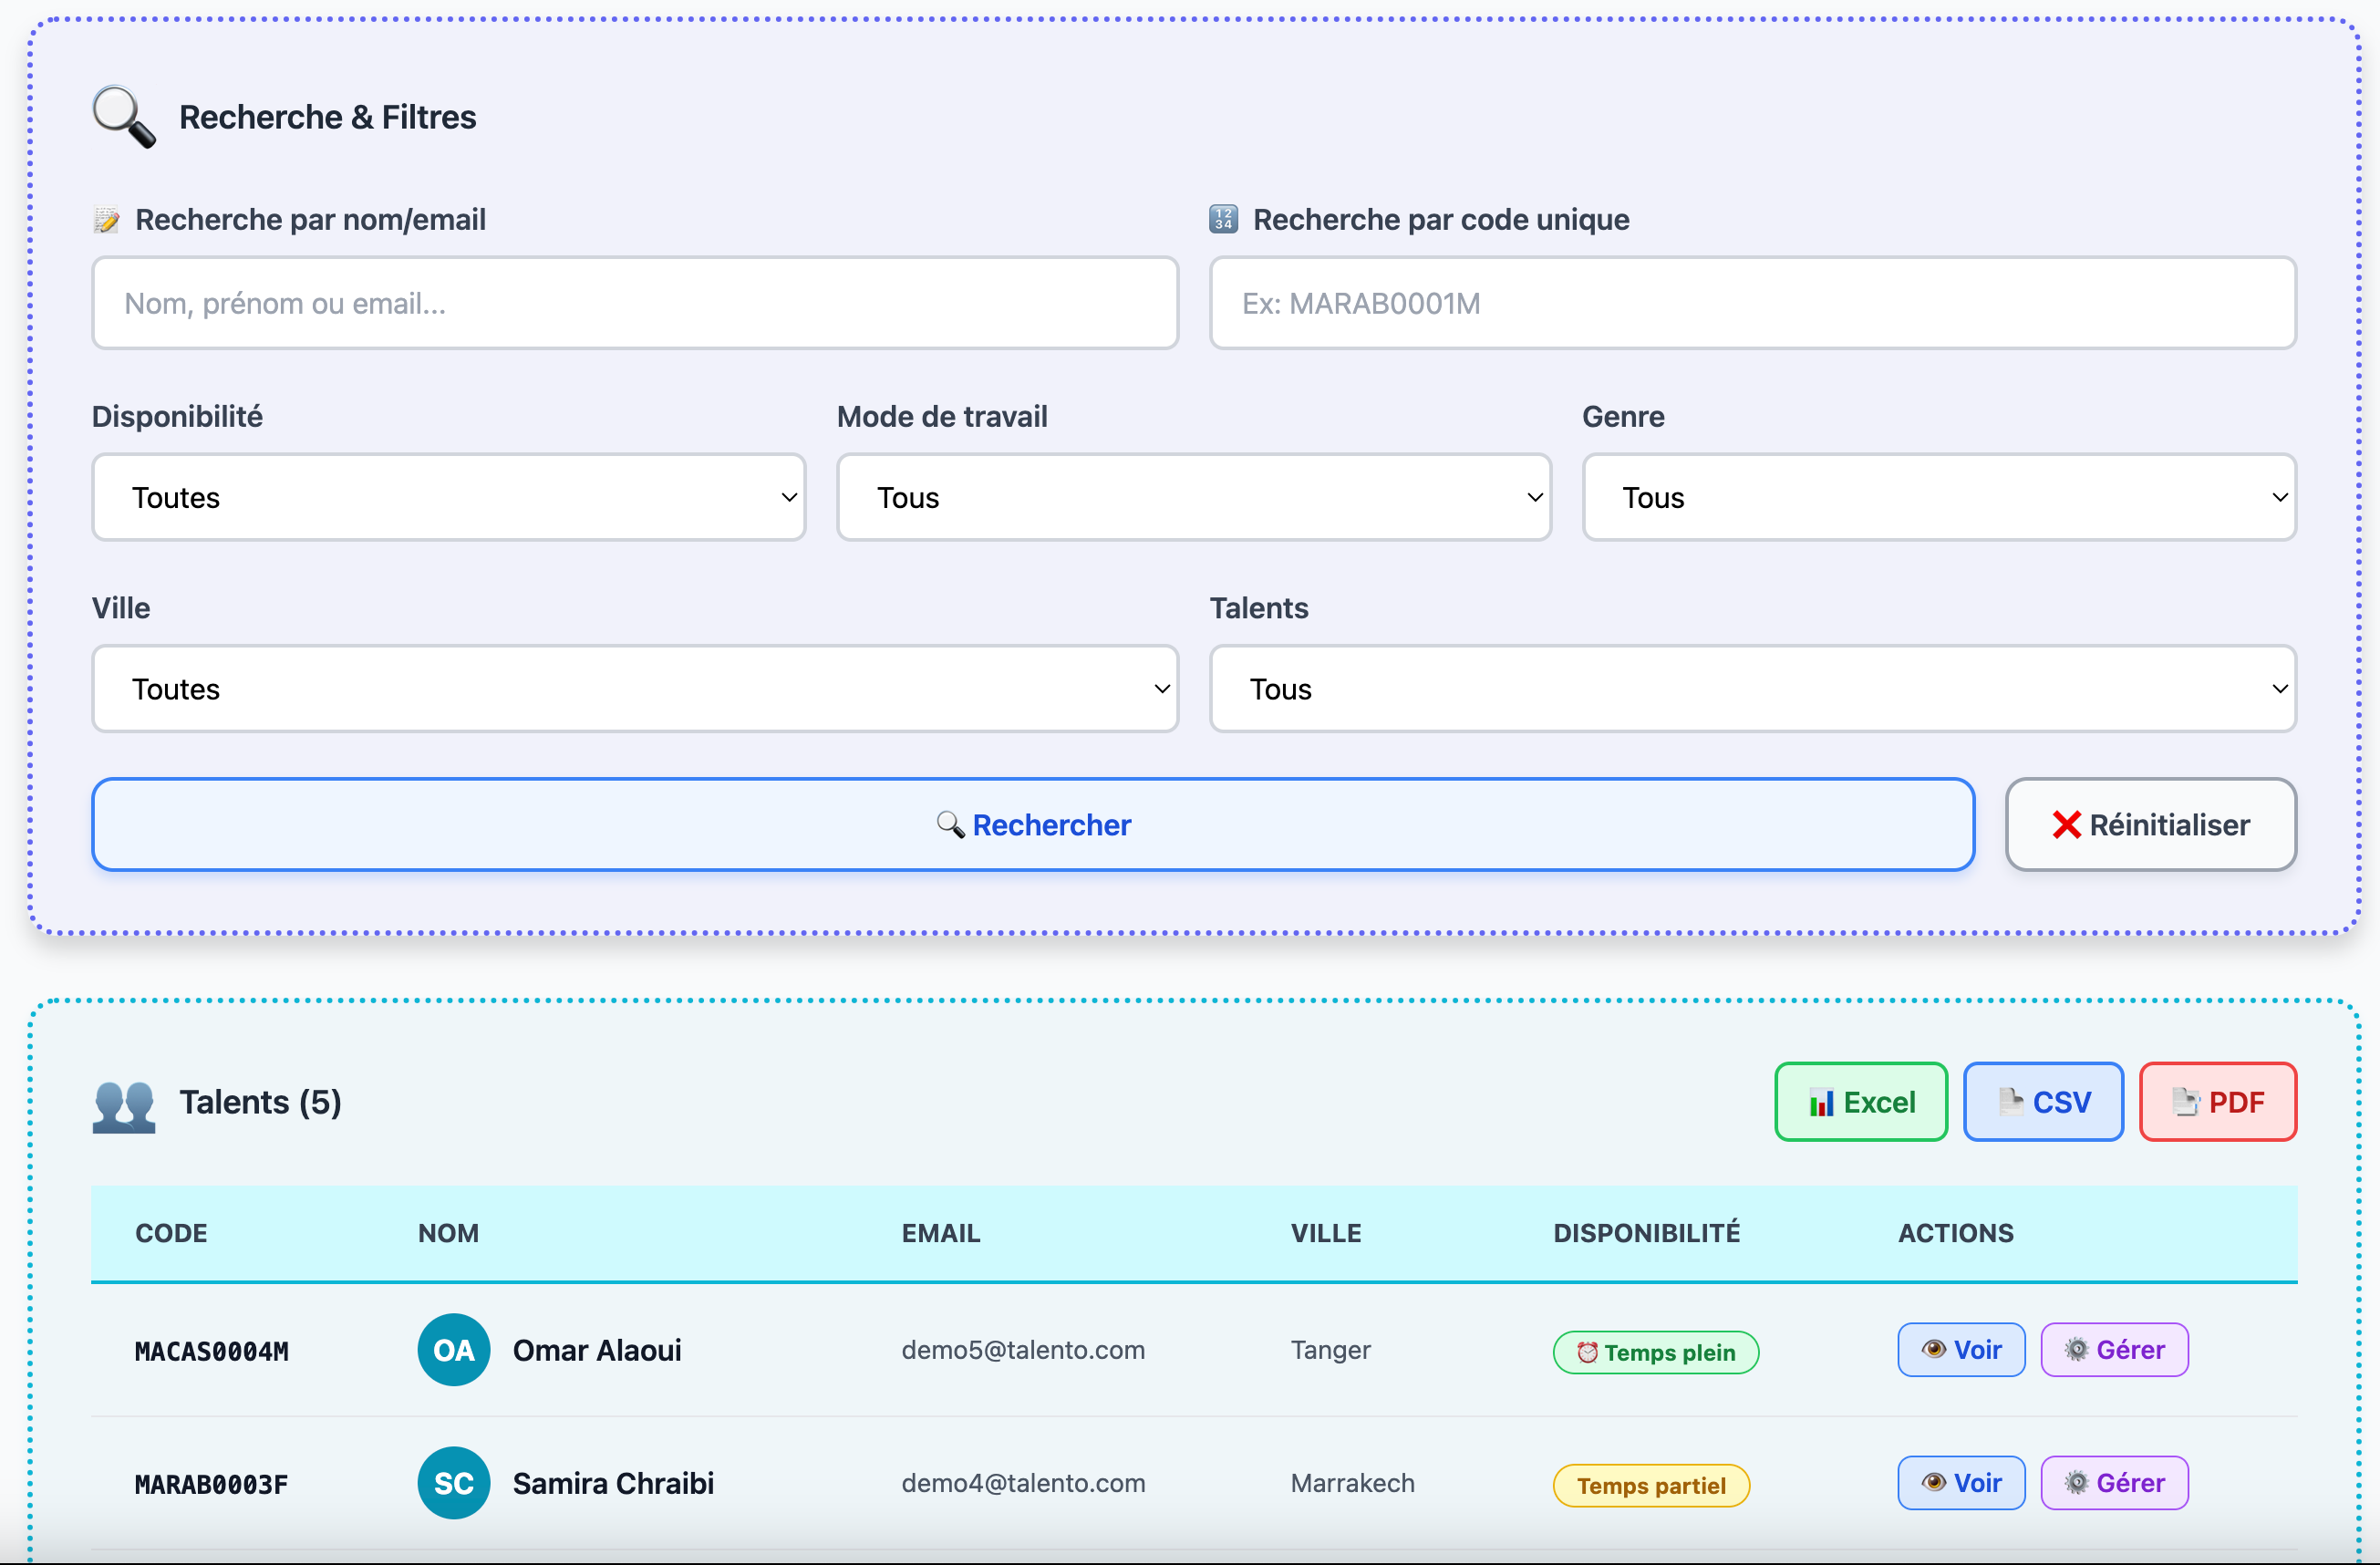 Recherche & Filtres
Recherche par nom/email
Recherche par code unique
Nom, prénom ou email...
Ex: MARAB0001M
Disponibilité
Mode de travail
Genre
Toutes
Tous
Tous
Ville
Talents
Toutes
Tous
Rechercher
Réinitialiser
Talents (5)
Excel
CSV
PDF
CODE NOM EMAIL VILLE DISPONIBILITÉ ACTIONS
MACAS0004M OA Omar Alaoui demo5@talento.com Tanger Temps plein Voir Gérer
MARAB0003F SC Samira Chraibi demo4@talento.com Marrakech Temps partiel Voir Gérer